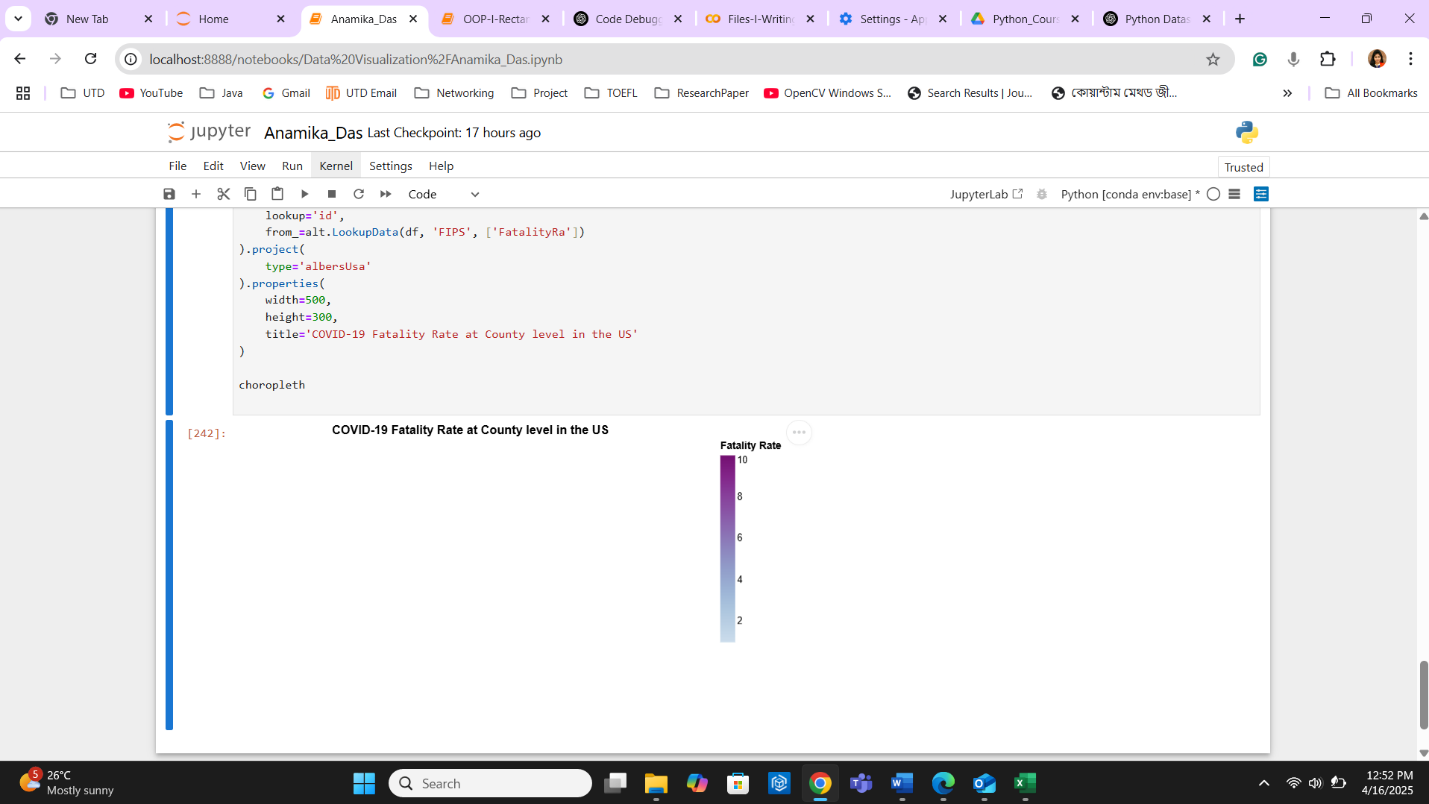 New Tab
Home
Anamika_Das
OOP-I-Rectan
Code Debugg
Files-I-Writing
Settings - Ap
Python_Cours
Python Datas
localhost:8888/notebooks/Data%20Visualization%2FAnamika_Das.ipynb
UTD
YouTube
Java
Gmail
UTD Email
Networking
Project
TOEFL
ResearchPaper
OpenCV Windows S...
Search Results | Jou...
কোয়ান্টাম মেথড জী...
»
All Bookmarks
jupyter Anamika_Das Last Checkpoint: 17 hours ago
File Edit View Run Kernel Settings Help
Trusted
Code
JupyterLab
Python [conda env:base] *
lookup='id',
from_=alt.LookupData(df, 'FIPS', ['FatalityRa'])
).project(
type='albersUsa'
).properties(
width=500,
height=300,
title='COVID-19 Fatality Rate at County level in the US'
)
choropleth
[242]:
COVID-19 Fatality Rate at County level in the US
Fatality Rate
10
8
6
4
2
5
26°C
Mostly sunny
Search
12:52 PM
4/16/2025